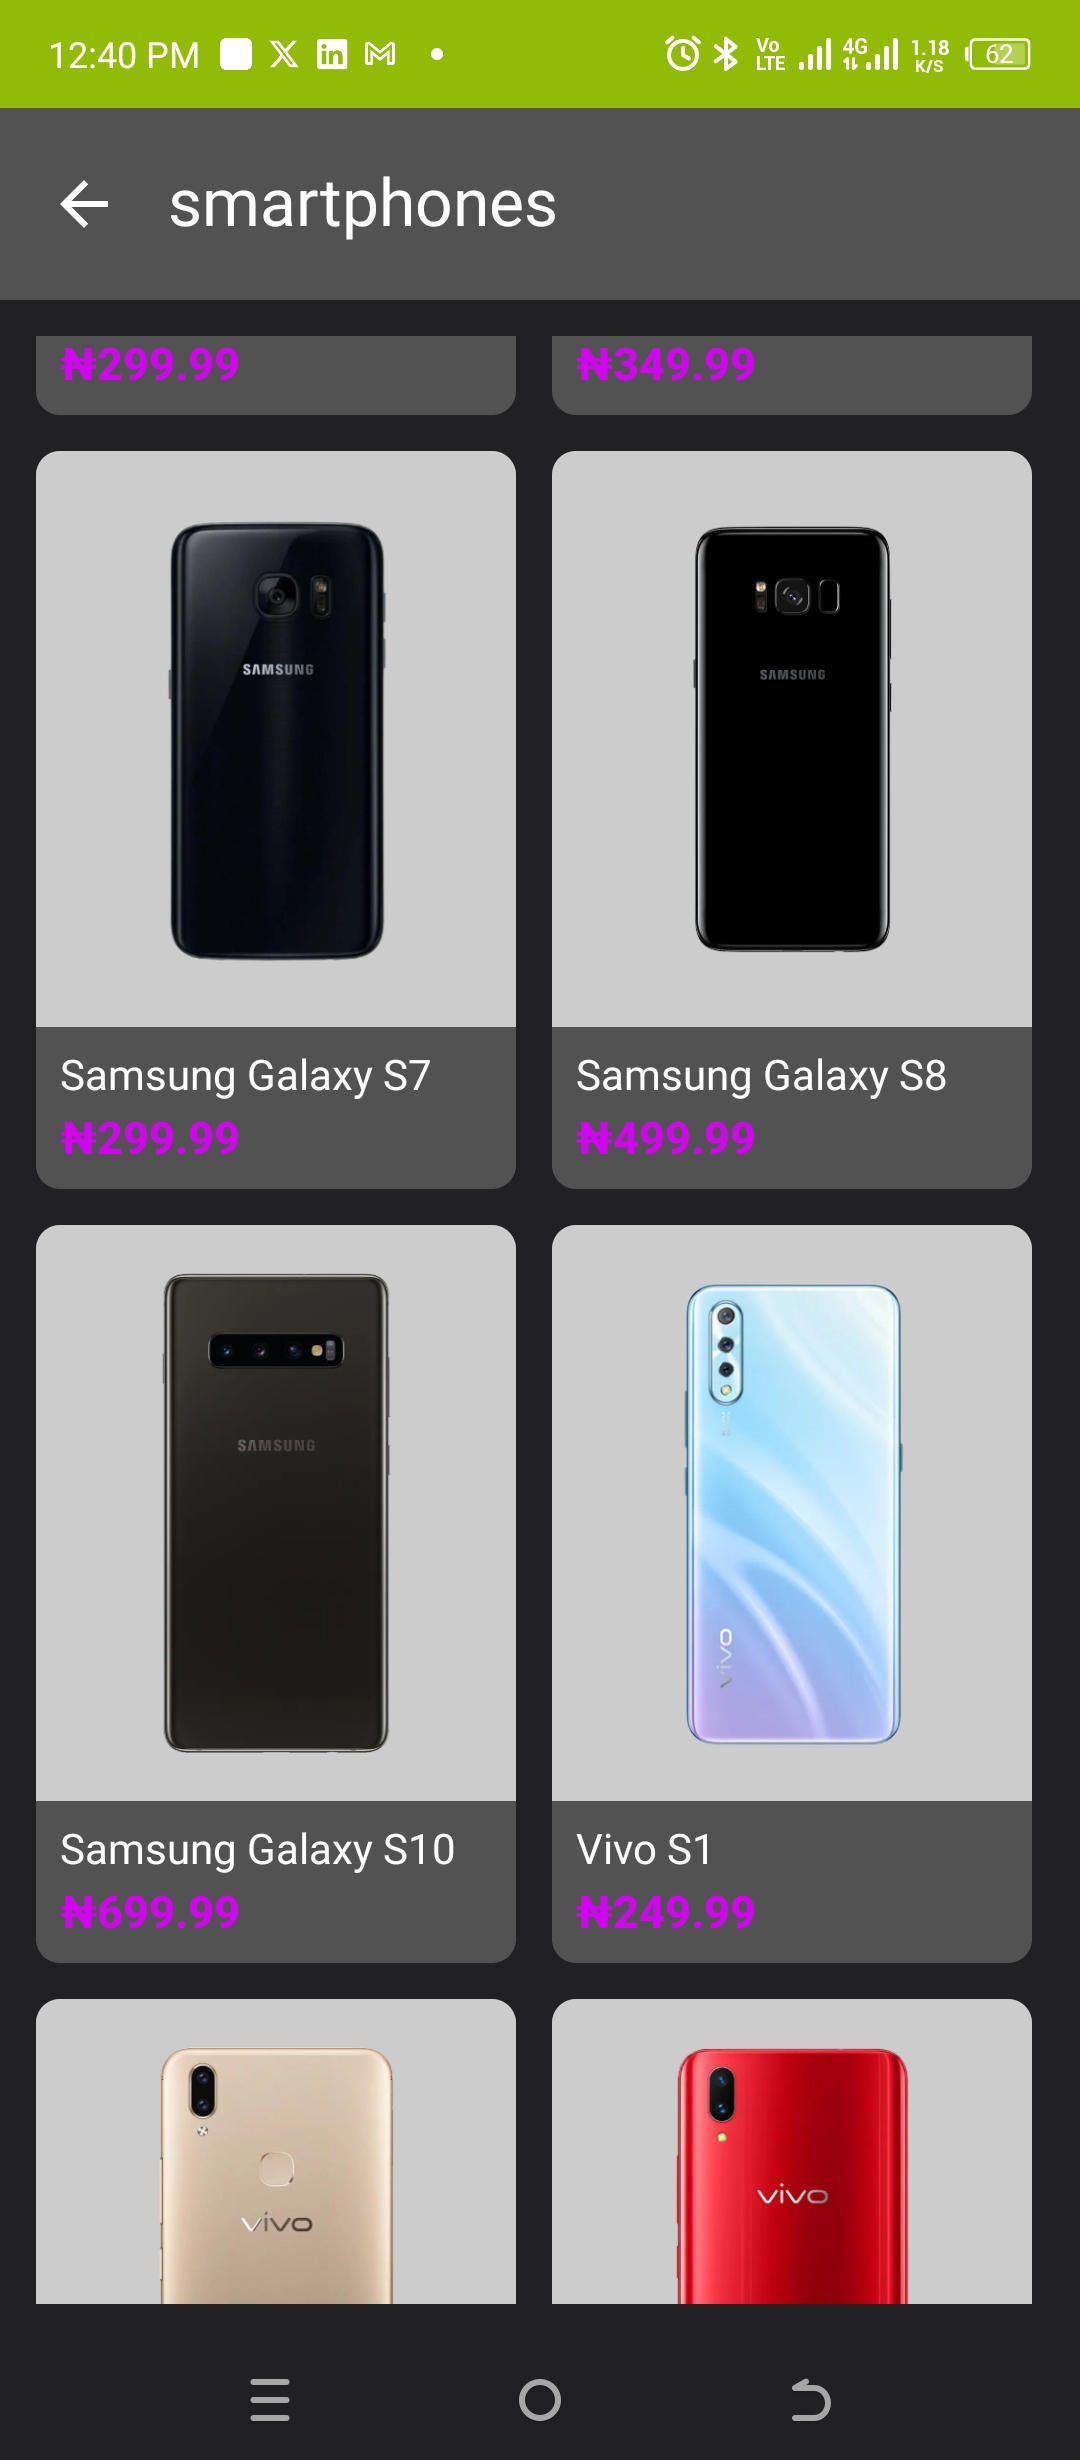 12:40 PM
Vo LTE 4G 1.18 K/S 62
smartphones
₦299.99 ₦349.99
SAMSUNG
SAMSUNG
Samsung Galaxy S7
₦299.99
Samsung Galaxy S8
₦499.99
SAMSUNG
vivo
Samsung Galaxy S10
₦699.99
Vivo S1
₦249.99
vivo
vivo